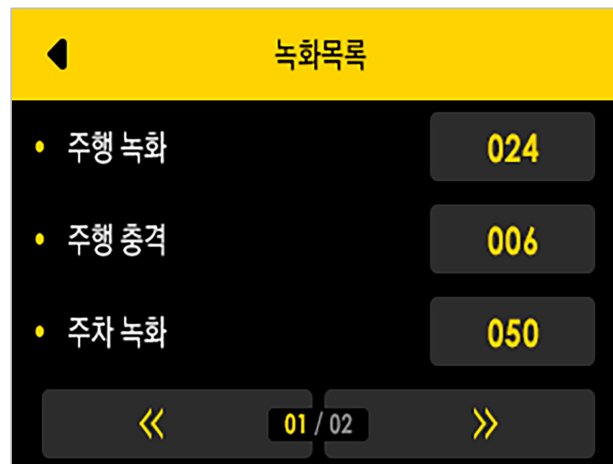 녹화목록
주행 녹화 024
주행 충격 006
주차 녹화 050
« 01 / 02 »